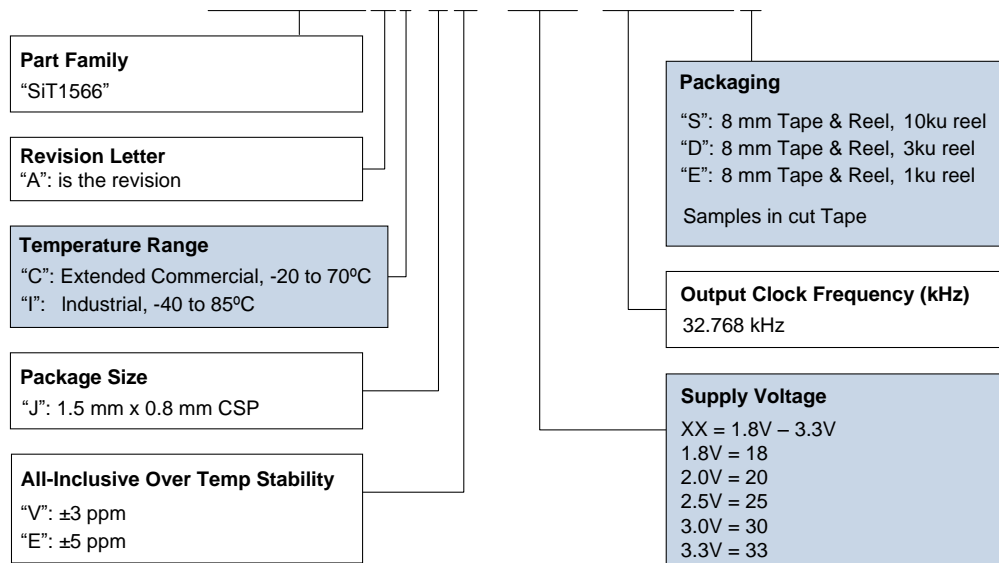 Part Family
“SiT1566”
Revision Letter
“A”: is the revision
Temperature Range
“C”: Extended Commercial, -20 to 70ºC
“I”: Industrial, -40 to 85ºC
Package Size
“J”: 1.5 mm x 0.8 mm CSP
All-Inclusive Over Temp Stability
“V”: ±3 ppm
“E”: ±5 ppm
Packaging
“S”: 8 mm Tape & Reel, 10ku reel
“D”: 8 mm Tape & Reel, 3ku reel
“E”: 8 mm Tape & Reel, 1ku reel
Samples in cut Tape
Output Clock Frequency (kHz)
32.768 kHz
Supply Voltage
XX = 1.8V – 3.3V
1.8V = 18
2.0V = 20
2.5V = 25
3.0V = 30
3.3V = 33